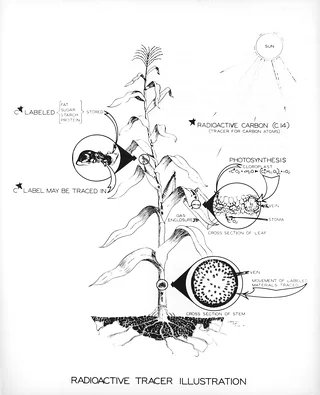 SUN
C★ LABELED
FAT
SUGAR
STARCH
PROTEIN
STORED
★ RADIOACTIVE CARBON (C14)
(TRACER FOR CARBON ATOMS)
PHOTOSYNTHESIS
CLOROPLAST
C★ LABEL MAY BE TRACED IN
GAS
ENCLOSURE
VEIN
STOMA
CROSS SECTION OF LEAF
VEIN
MOVEMENT OF LABELED
MATERIALS TRACED
CROSS SECTION OF STEM
RADIOACTIVE TRACER ILLUSTRATION